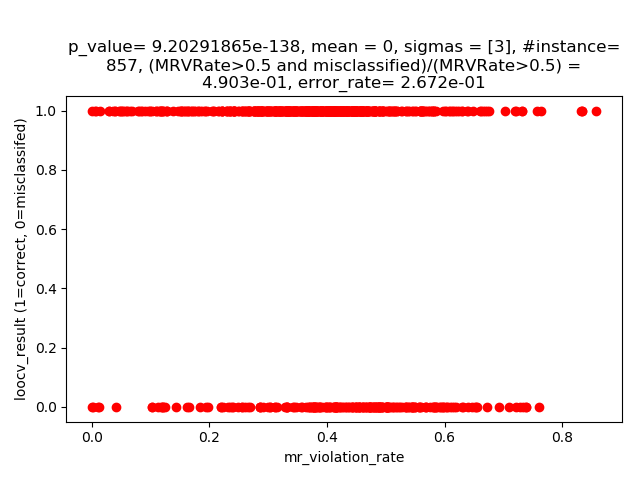 p_value= 9.20291865e-138, mean = 0, sigmas = [3], #instance=
857, (MRVRate>0.5 and misclassified)/(MRVRate>0.5) =
4.903e-01, error_rate= 2.672e-01
1.0
0.8
0.6
0.4
0.2
0.0
loocv_result (1=correct, 0=misclassifed)
0.0 0.2 0.4 0.6 0.8
mr_violation_rate